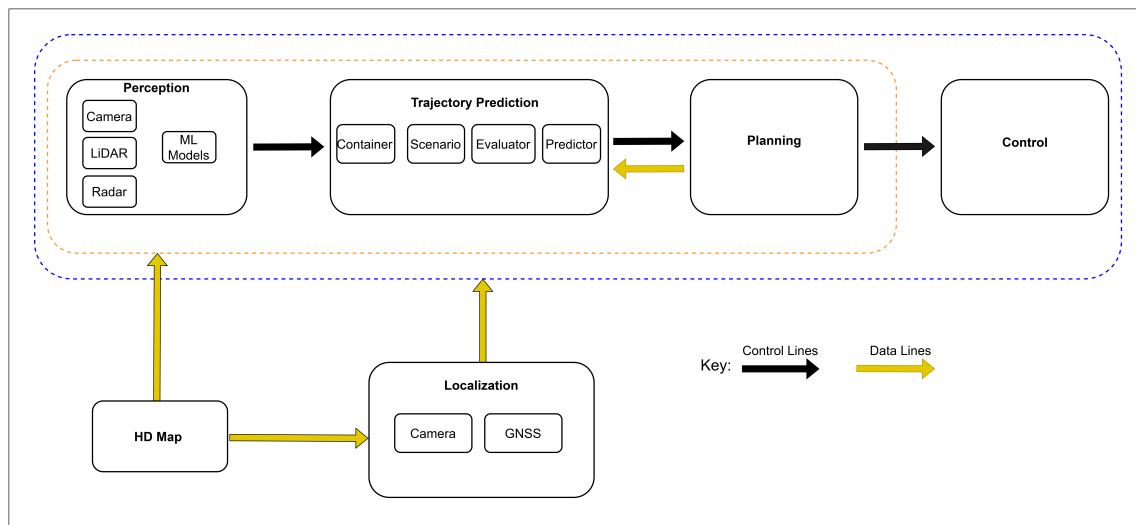 Perception
Camera
LiDAR
Radar
ML
Models
Trajectory Prediction
Container
Scenario
Evaluator
Predictor
Planning
Control
HD Map
Localization
Camera
GNSS
Key:
Control Lines
Data Lines